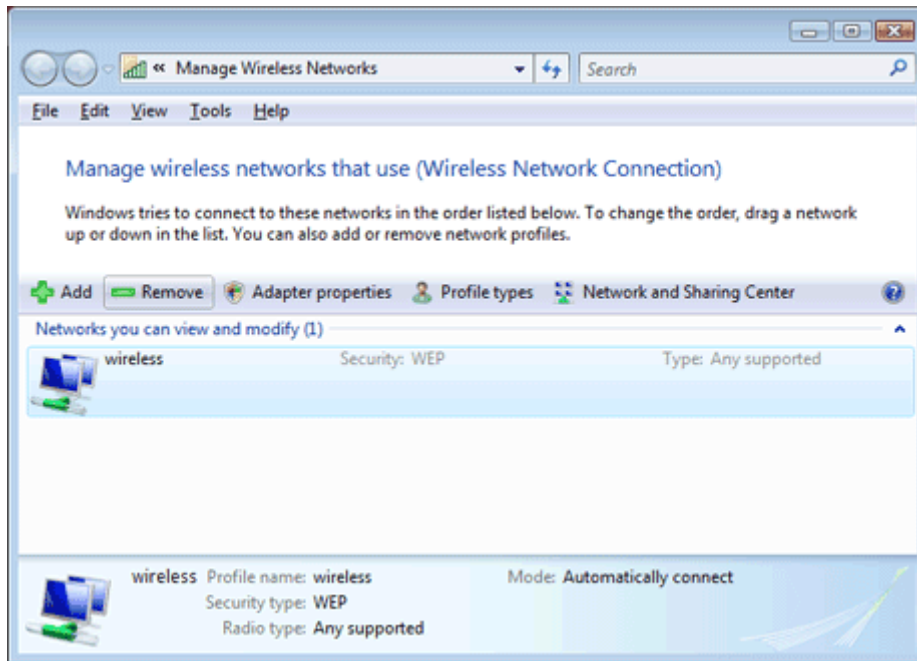 « Manage Wireless Networks
Search
File Edit View Tools Help
Manage wireless networks that use (Wireless Network Connection)
Windows tries to connect to these networks in the order listed below. To change the order, drag a network
up or down in the list. You can also add or remove network profiles.
Add Remove Adapter properties Profile types Network and Sharing Center
Networks you can view and modify (1)
wireless Security: WEP Type: Any supported
wireless Profile name: wireless Mode: Automatically connect
Security type: WEP
Radio type: Any supported